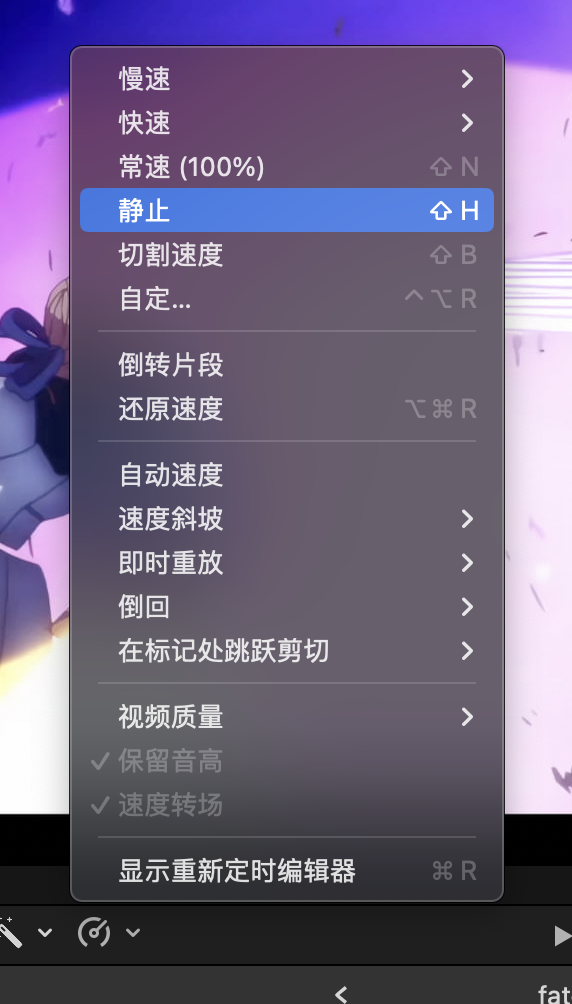 慢速
快速
常速 (100%) ⇧ N
静止 ⇧ H
切割速度 ⇧ B
自定... ^ ⌥ R
倒转片段
还原速度 ⌥ ⌘ R
自动速度
速度斜坡
即时重放
倒回
在标记处跳跃剪切
视频质量
✓ 保留音高
✓ 速度转场
显示重新定时编辑器 ⌘ R
fat